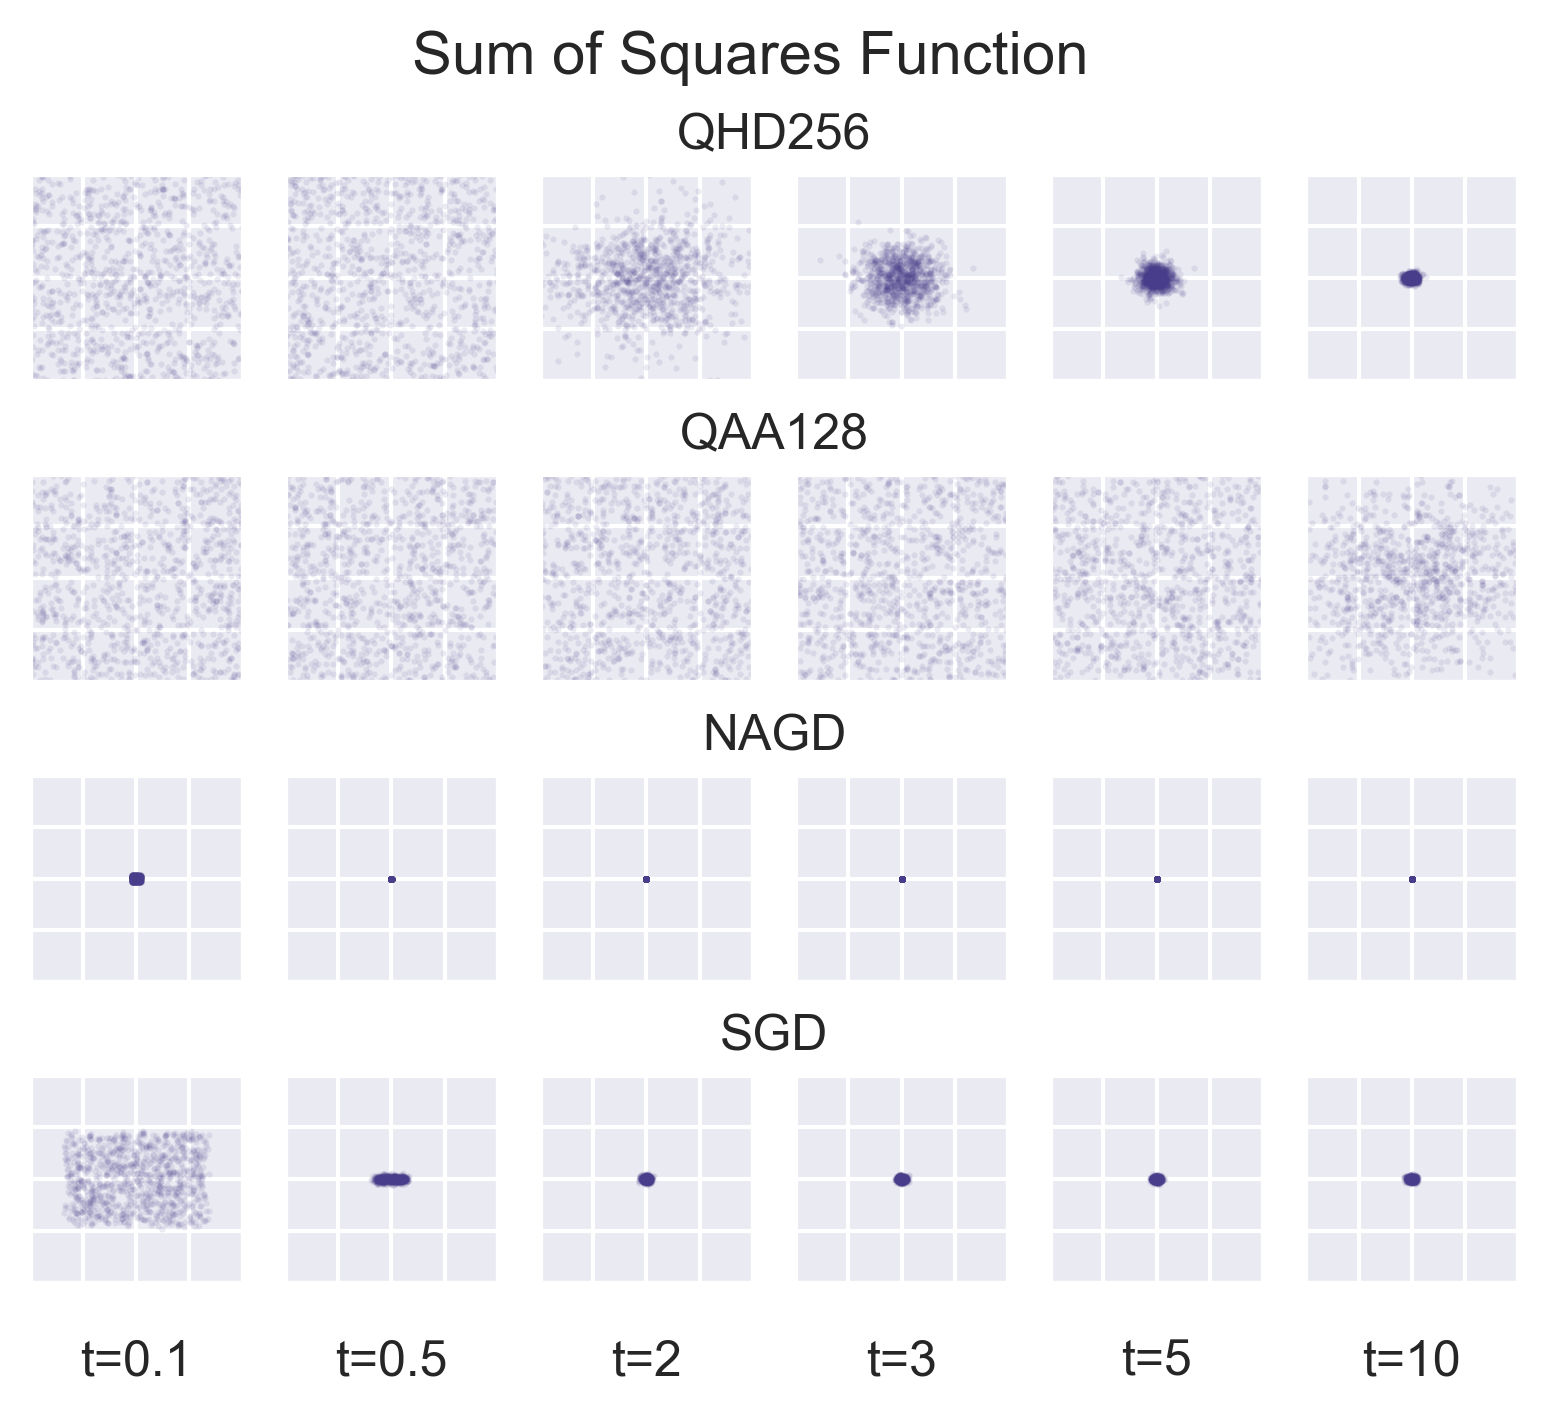 Sum of Squares Function
QHD256
QAA128
NAGD
SGD
t=0.1 t=0.5 t=2 t=3 t=5 t=10